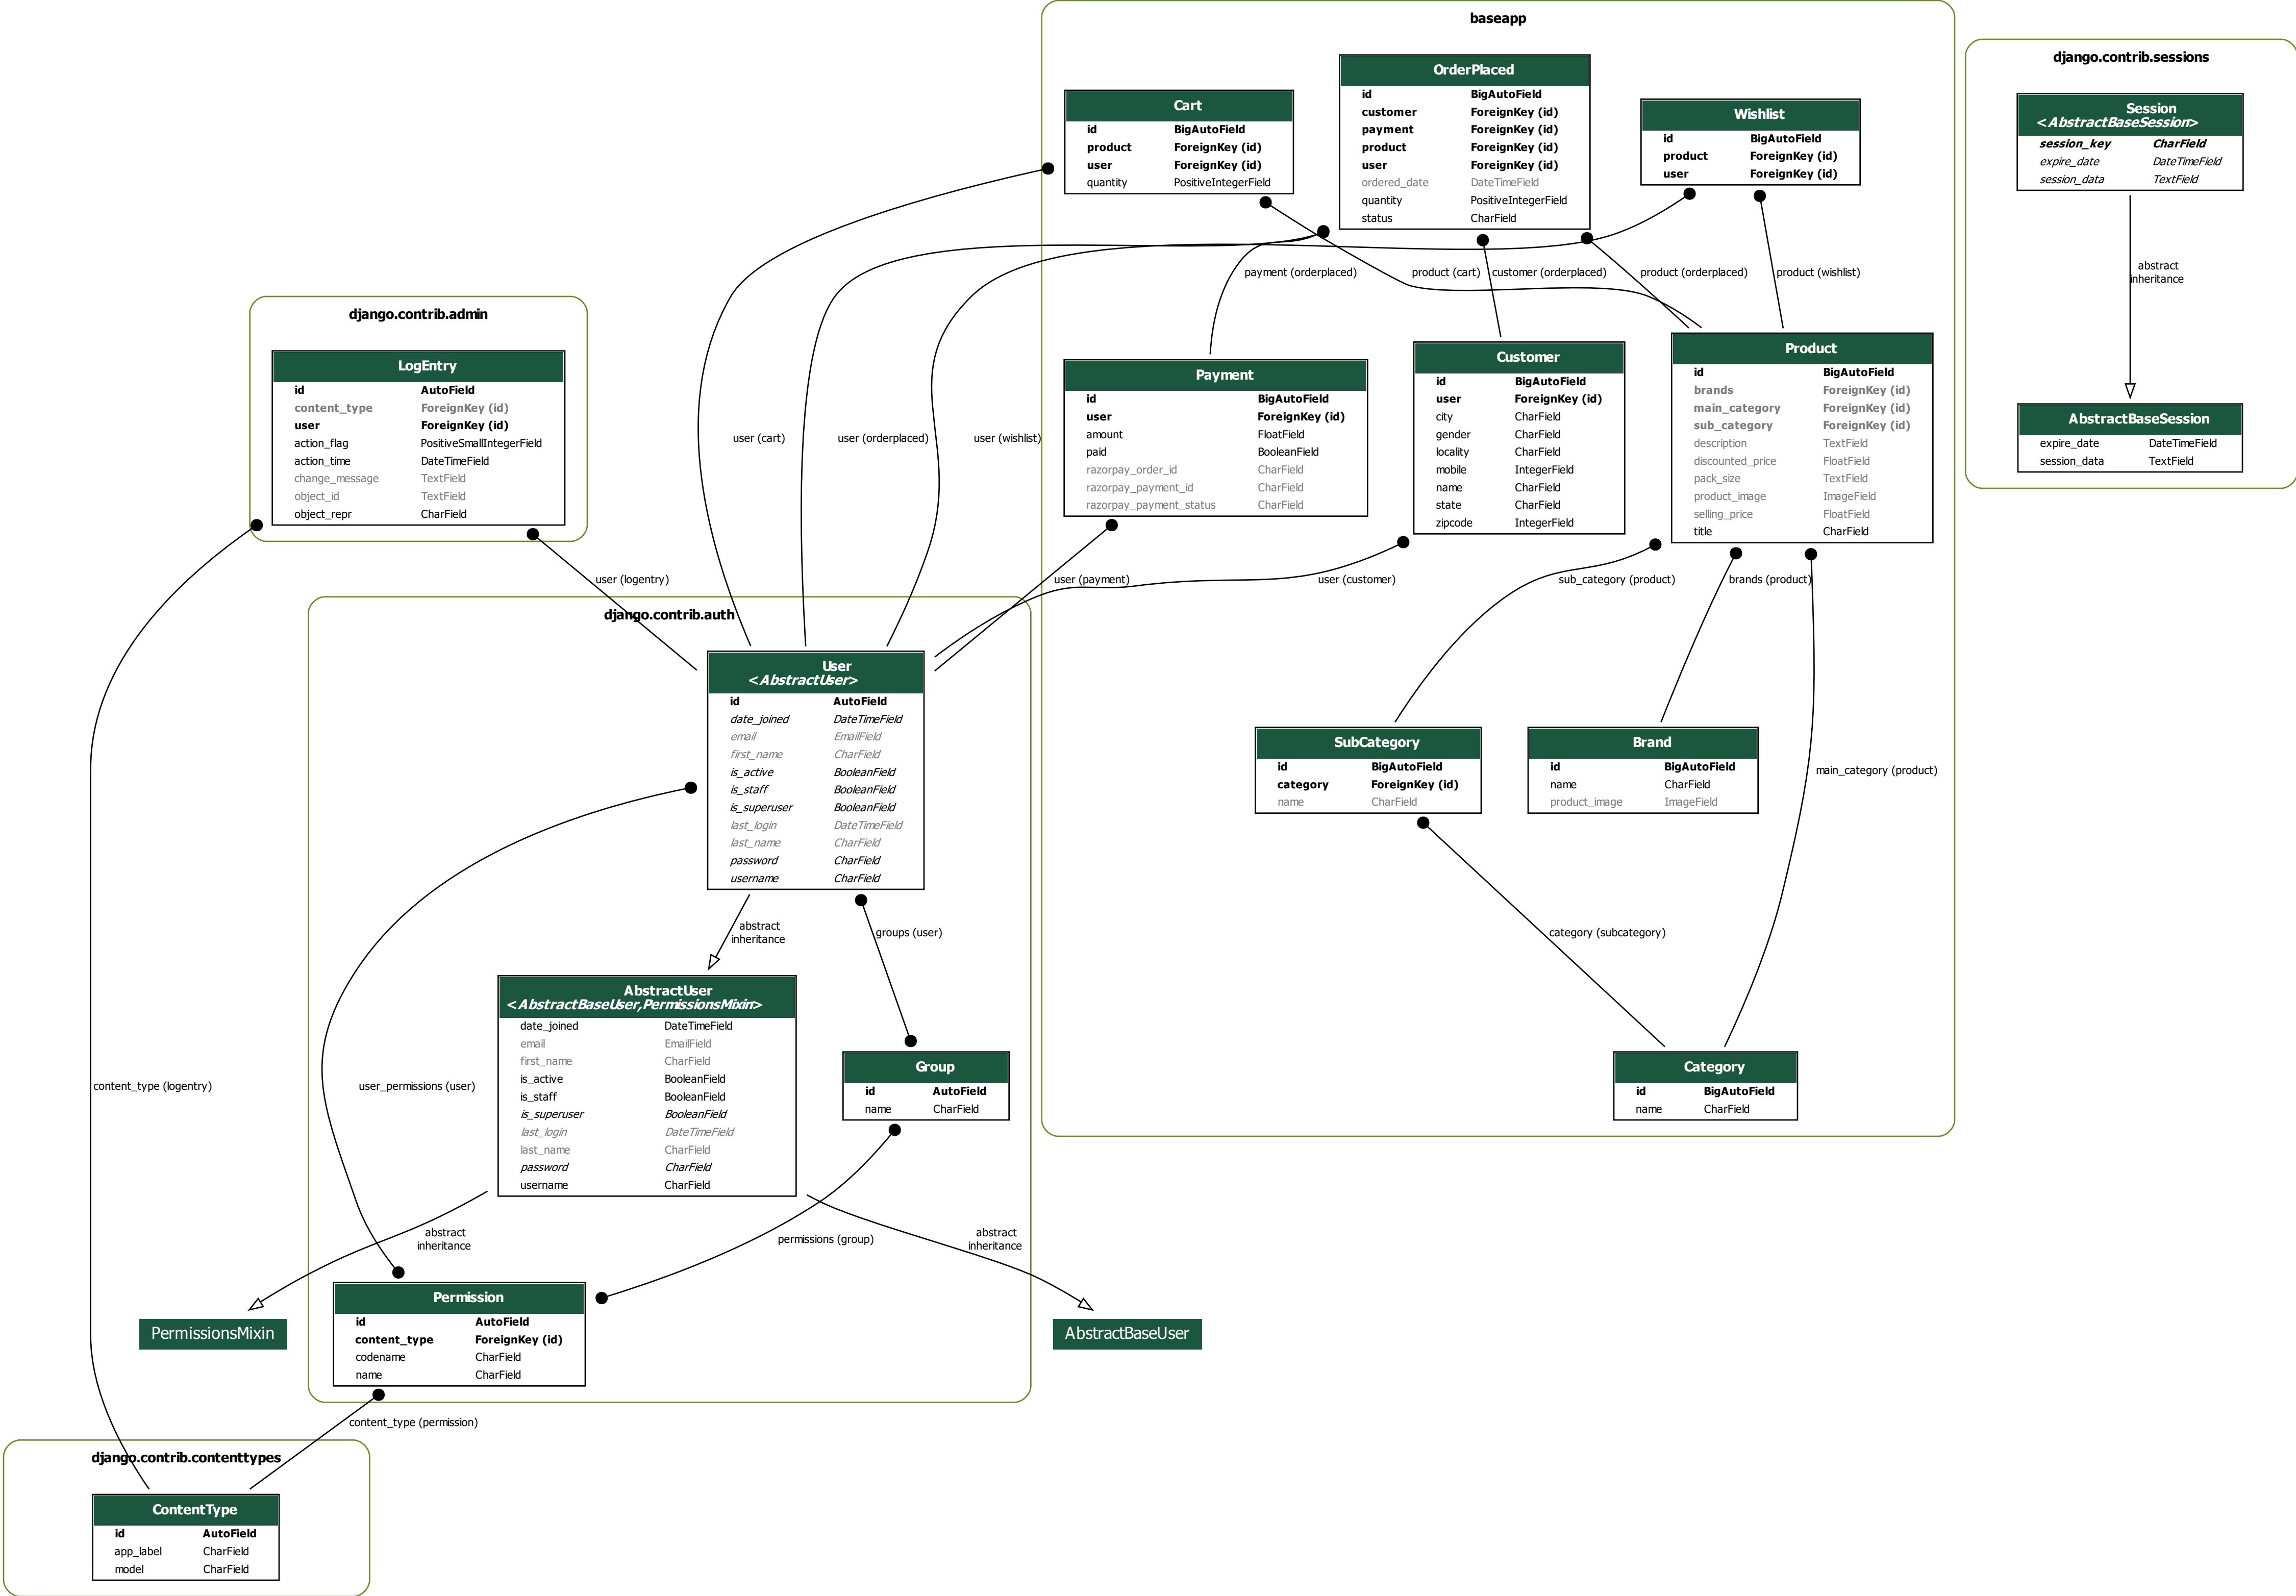 baseapp
OrderPlaced
id BigAutoField
customer ForeignKey (id)
payment ForeignKey (id)
product ForeignKey (id)
user ForeignKey (id)
ordered_date DateTimeField
quantity PositiveIntegerField
status CharField
Cart
id BigAutoField
product ForeignKey (id)
user ForeignKey (id)
quantity PositiveIntegerField
Wishlist
id BigAutoField
product ForeignKey (id)
user ForeignKey (id)
django.contrib.sessions
Session
<AbstractBaseSession>
session_key CharField
expire_date DateTimeField
session_data TextField
abstract
inheritance
AbstractBaseSession
expire_date DateTimeField
session_data TextField
payment (orderplaced)
product (cart)
customer (orderplaced)
product (orderplaced)
product (wishlist)
django.contrib.admin
LogEntry
id AutoField
content_type ForeignKey (id)
user ForeignKey (id)
action_flag PositiveSmallIntegerField
action_time DateTimeField
change_message TextField
object_id TextField
object_repr CharField
user (cart)
user (orderplaced)
user (wishlist)
Payment
id BigAutoField
user ForeignKey (id)
amount FloatField
paid BooleanField
razorpay_order_id CharField
razorpay_payment_id CharField
razorpay_payment_status CharField
Customer
id BigAutoField
user ForeignKey (id)
city CharField
gender CharField
locality CharField
mobile IntegerField
name CharField
state CharField
zipcode IntegerField
Product
id BigAutoField
brands ForeignKey (id)
main_category ForeignKey (id)
sub_category ForeignKey (id)
description TextField
discounted_price FloatField
pack_size TextField
product_image ImageField
selling_price FloatField
title CharField
user (logentry)
user (payment)
user (customer)
sub_category (product)
brands (product)
django.contrib.auth
User
<AbstractUser>
id AutoField
date_joined DateTimeField
email EmailField
first_name CharField
is_active BooleanField
is_staff BooleanField
is_superuser BooleanField
last_login DateTimeField
last_name CharField
password CharField
username CharField
SubCategory
id BigAutoField
category ForeignKey (id)
name CharField
Brand
id BigAutoField
name CharField
product_image ImageField
main_category (product)
abstract
inheritance
groups (user)
category (subcategory)
AbstractUser
<AbstractBaseUser,PermissionsMixin>
date_joined DateTimeField
email EmailField
first_name CharField
is_active BooleanField
is_staff BooleanField
is_superuser BooleanField
last_login DateTimeField
last_name CharField
password CharField
username CharField
Group
id AutoField
name CharField
Category
id BigAutoField
name CharField
content_type (logentry)
user_permissions (user)
abstract
inheritance
permissions (group)
abstract
inheritance
PermissionsMixin
Permission
id AutoField
content_type ForeignKey (id)
codename CharField
name CharField
AbstractBaseUser
content_type (permission)
django.contrib.contenttypes
ContentType
id AutoField
app_label CharField
model CharField